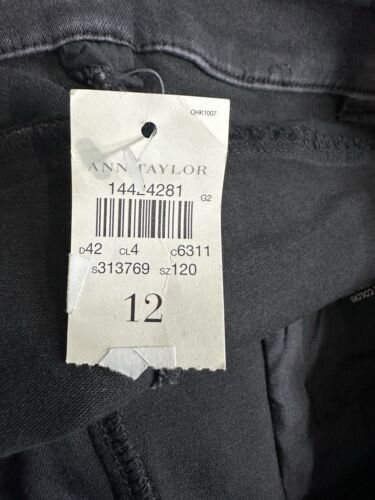 OHK1007
ANN TAYLOR
14424281
G2
D42 CL4 C6311
S313769 SZ120
12